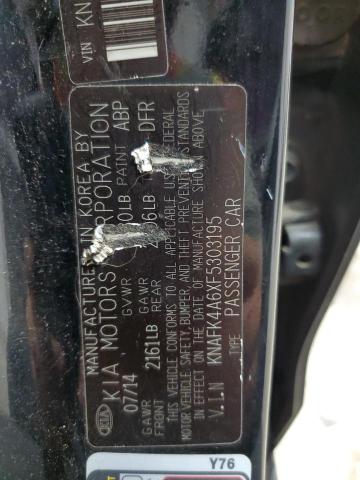 VIN KN
MANUFACTURED IN KOREA BY
KIA MOTORS CORPORATION
07/14 GVWR PAINT ABP
GAWR FRONT 2161LB GAWR REAR DFR
THIS VEHICLE CONFORMS TO ALL APPLICABLE U.S. FEDERAL
MOTOR VEHICLE SAFETY, BUMPER, AND THEFT PREVENTION STANDARDS
IN EFFECT ON THE DATE OF MANUFACTURE SHOWN ABOVE.
V.I.N KNAFK4A6XF5303195
TYPE PASSENGER CAR
KIA
Y76